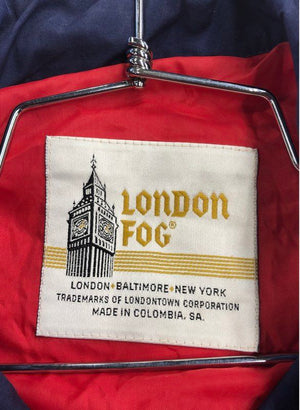 LONDON
FOG®
LONDON♦BALTIMORE♦NEW YORK
TRADEMARKS OF LONDONTOWN CORPORATION
MADE IN COLOMBIA, SA.